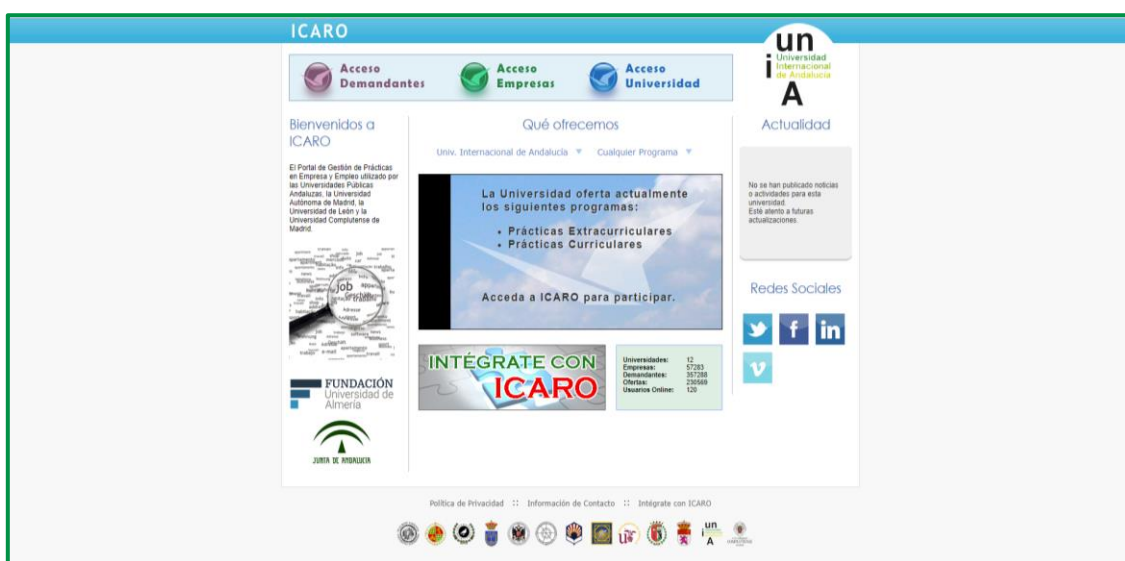 ICARO
Acceso
Demandantes
Acceso
Empresas
Acceso
Universidad
un
i
Universidad
Internacional
de Andalucía
A
Bienvenidos a
ICARO
El Portal de Gestión de Prácticas
en Empresa y Empleo utilizado por
las Universidades Públicas
Andaluzas, la Universidad
Autónoma de Madrid, la
Universidad de León y la
Universidad Complutense de
Madrid.
job
FUNDACIÓN
Universidad de
Almería
JUNTA DE ANDALUCIA
Qué ofrecemos
Univ. Internacional de Andalucía
Cualquier Programa
La Universidad oferta actualmente
los siguientes programas:
• Prácticas Extracurriculares
• Prácticas Curriculares
Acceda a ICARO para participar.
INTÉGRATE CON
ICARO
Universidades: 12
Empresas: 57283
Demandantes: 357288
Ofertas: 230569
Usuarios Online: 120
Actualidad
No se han publicado noticias
o actividades para esta
universidad.
Esté atento a futuras
actualizaciones.
Redes Sociales
f
in
v
Política de Privacidad :: Información de Contacto :: Intégrate con ICARO
un
i
A